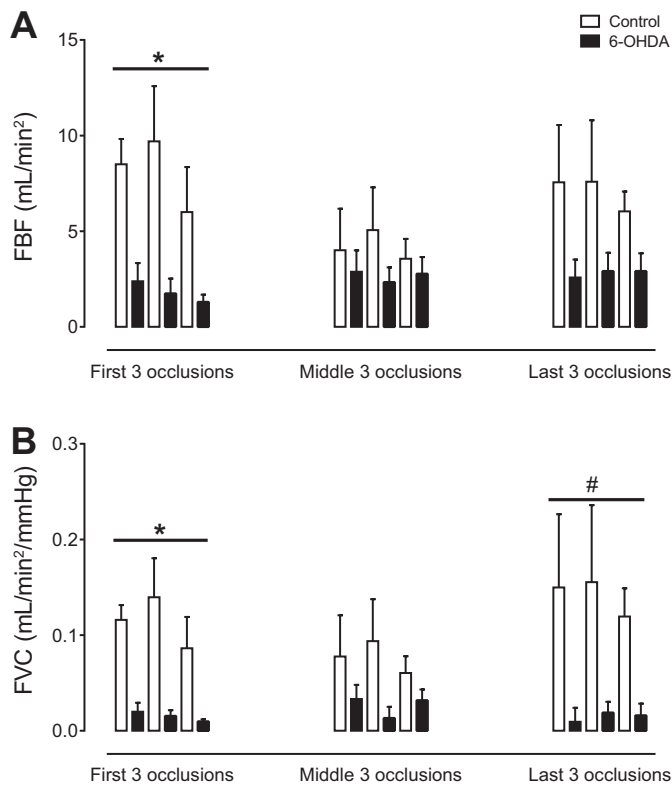 A
Control
6-OHDA
FBF (mL/min²)
15
10
5
0
*
First 3 occlusions
Middle 3 occlusions
Last 3 occlusions
B
FVC (mL/min²/mmHg)
0.3
0.2
0.1
0.0
*
#
First 3 occlusions
Middle 3 occlusions
Last 3 occlusions